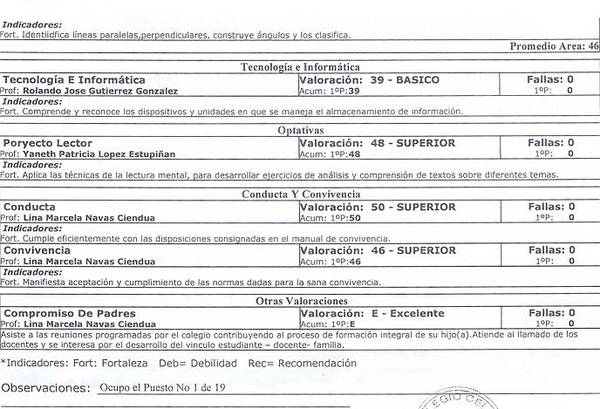 Indicadores:
Fort. Identiidfica líneas paralelas,perpendiculares, construye ángulos y los clasifica.
Promedio Area: 46
Tecnología e Informática
Tecnología E Informática Valoración: 39 - BASICO Fallas: 0
Prof: Rolando Jose Gutierrez Gonzalez Acum: 1ºP:39 1ºP: 0
Indicadores:
Fort. Comprende y reconoce los dispositivos y unidades en que se maneja el almacenamiento de información.
Optativas
Poryecto Lector Valoración: 48 - SUPERIOR Fallas: 0
Prof: Yaneth Patricia Lopez Estupiñan Acum: 1ºP:48 1ºP: 0
Indicadores:
Fort. Aplica las técnicas de la lectura mental, para desarrollar ejercicios de análisis y comprensión de textos sobre diferentes temas.
Conducta Y Convivencia
Conducta Valoración: 50 - SUPERIOR Fallas: 0
Prof: Lina Marcela Navas Ciendua Acum: 1ºP:50 1ºP: 0
Indicadores:
Fort. Cumple eficientemente con las disposiciones consignadas en el manual de convivencia.
Convivencia Valoración: 46 - SUPERIOR Fallas: 0
Prof: Lina Marcela Navas Ciendua Acum: 1ºP:46 1ºP: 0
Indicadores:
Fort. Manifiesta aceptación y cumplimiento de las normas dadas para la sana convivencia.
Otras Valoraciones
Compromiso De Padres Valoración: E - Excelente Fallas: 0
Prof: Lina Marcela Navas Ciendua Acum: 1ºP:E 1ºP: 0
Asiste a las reuniones programadas por el colegio contribuyendo al proceso de formación integral de su hijo(a).Atiende al llamado de los
docentes y se interesa por el desarrollo del vinculo estudiante – docente- familia.
*Indicadores: Fort: Fortaleza Deb= Debilidad Rec= Recomendación
Observaciones: Ocupo el Puesto No 1 de 19